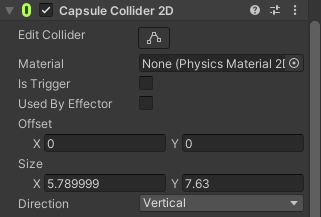 Capsule Collider 2D
Edit Collider
Material None (Physics Material 2D
Is Trigger
Used By Effector
Offset
X 0 Y 0
Size
X 5.789999 Y 7.63
Direction Vertical